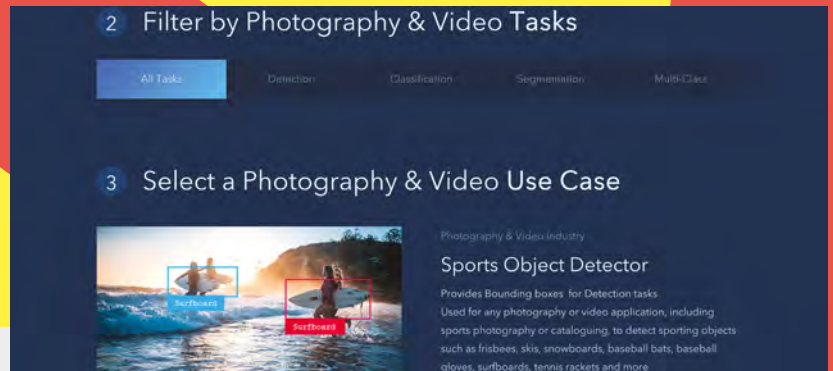 2 Filter by Photography & Video Tasks
All Tasks Detection Classification Segmentation Multi-Class
3 Select a Photography & Video Use Case
Surfboard
Surfboard
Photography & Video Industry
Sports Object Detector
Provides Bounding boxes for Detection tasks
Used for any photography or video application, including
sports photography or cataloguing, to detect sporting objects
such as frisbees, skis, snowboards, baseball bats, baseball
gloves, surfboards, tennis rackets and more